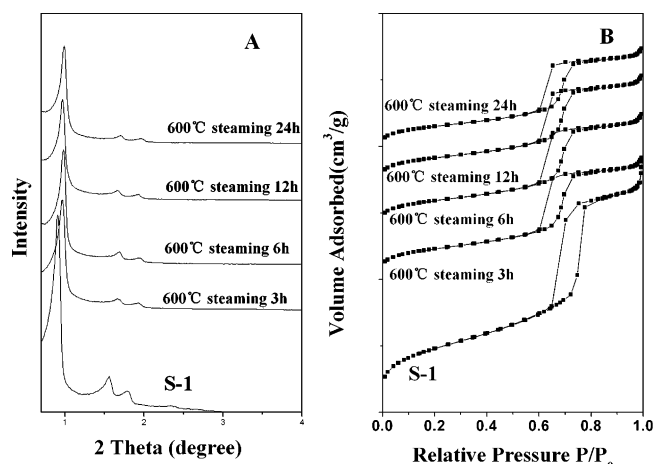 A
600℃ steaming 24h
600℃ steaming 12h
600℃ steaming 6h
600℃ steaming 3h
S-1
Intensity
1
2
3
4
2 Theta (degree)
B
600℃ steaming 24h
600℃ steaming 12h
600℃ steaming 6h
600℃ steaming 3h
S-1
Volume Adsorbed(cm³/g)
0.0
0.2
0.4
0.6
0.8
1.0
Relative Pressure P/P₀